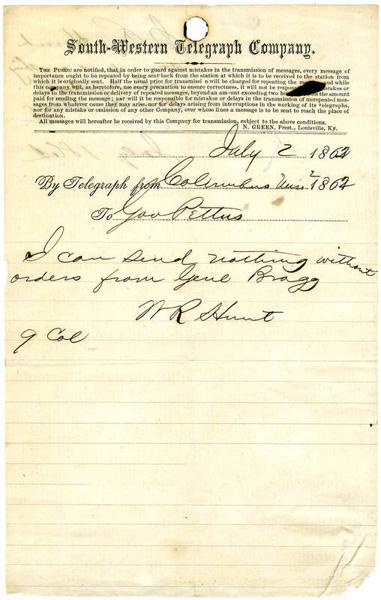 South-Western Telegraph Company.
THE PUBLIC are notified, that in order to guard against mistakes in the transmission of messages, every message of
importance ought to be repeated by being sent back from the station at which it is to be received to the station from
which it is originally sent. Half the usual price for transmission will be charged for repeating the message and while
this company will, as heretofore, use every precaution to ensure correctness, it will not be responsible for mistakes or
delays in the transmission or delivery of repeated messages, beyond an amount exceeding two hundred times the amount
paid for sending the message; nor will it be responsible for mistakes or delays in the transmission of unrepeated messages
from whatever cause they may arise, nor for delays arising from interruptions in the working of its Telegraphs,
nor for any mistake or omission of any other Company, over whose lines a message is to be sent to reach the place of
destination.
All messages will hereafter be received by this Company for transmission, subject to the above conditions.
N. GREEN, Prest., Louisville, Ky.
July 2 1862
By Telegraph from Columbus Miss 2 1862
To Gov Pettus
I can send nothing without
orders from Genl Bragg
W R Hunt
9 Col